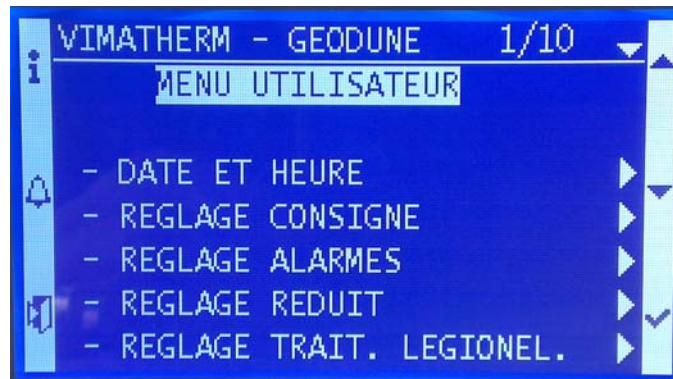 VIMATHERM - GEODUNE 1/10
MENU UTILISATEUR
- DATE ET HEURE
- REGLAGE CONSIGNE
- REGLAGE ALARMES
- REGLAGE REDUIT
- REGLAGE TRAIT. LEGIONEL.